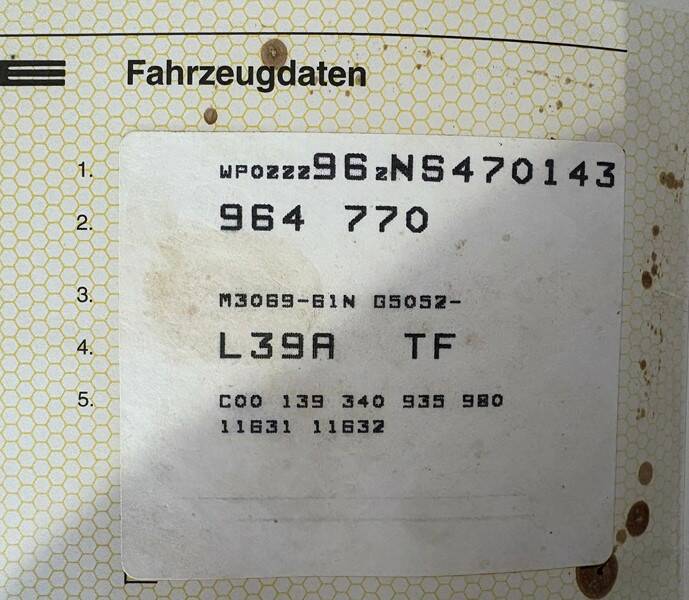 Fahrzeugdaten
1. WP0ZZZ96ZNS470143
2. 964 770
3. M3069-61N G5052-
4. L39A TF
5. C00 139 340 935 980
11631 11632